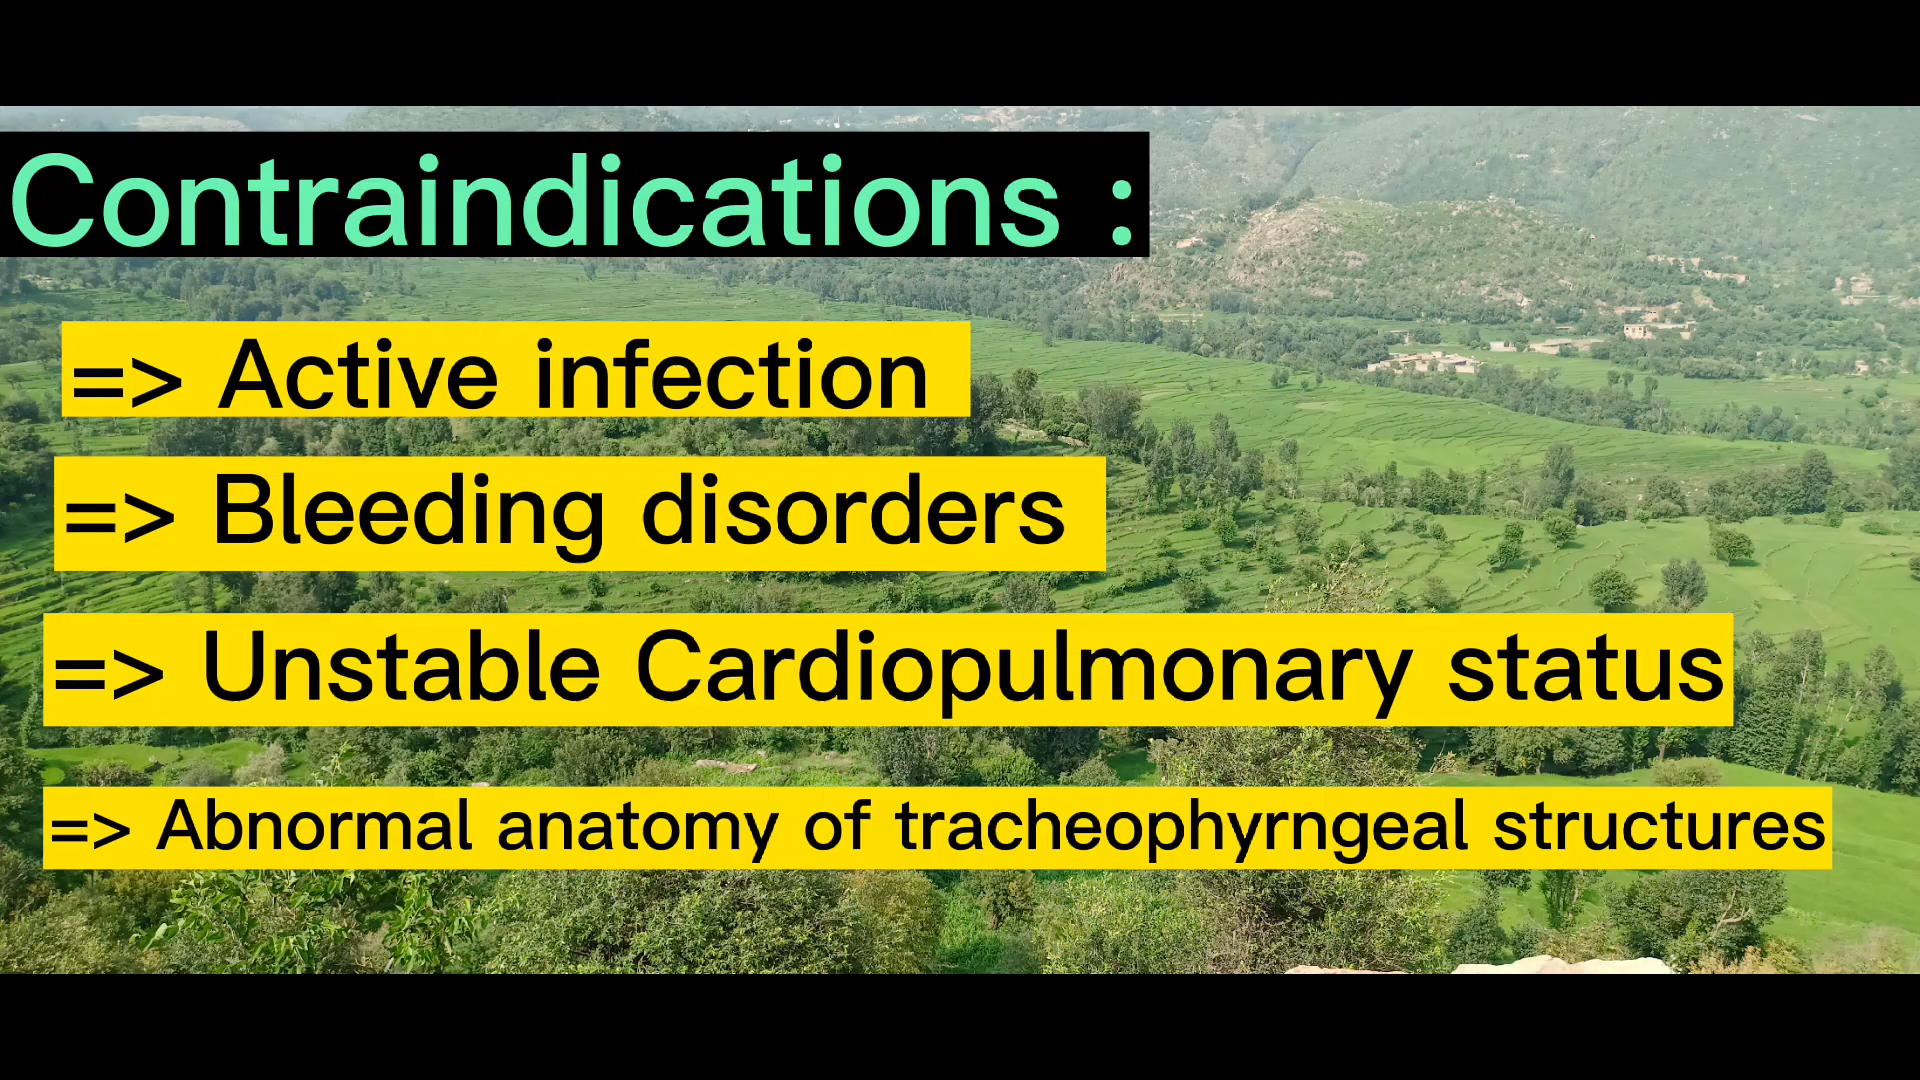 Contraindications :
=> Active infection
=> Bleeding disorders
=> Unstable Cardiopulmonary status
=> Abnormal anatomy of tracheophyrngeal structures